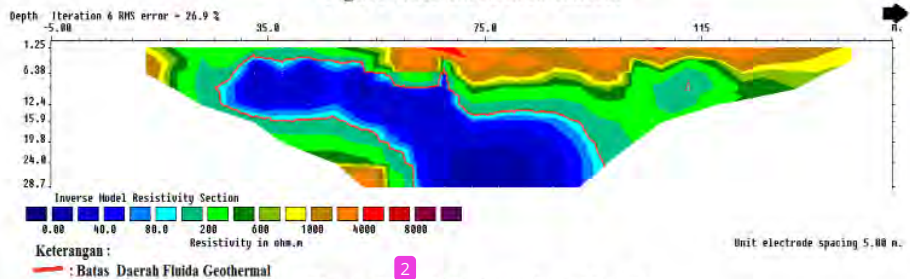 Depth Iteration 6 RMS error = 26.9 %
-5.00 35.0 75.0 115 m.
1.25
6.38
12.4
15.9
19.8
24.0
28.7
Inverse Model Resistivity Section
0.00 40.0 80.0 200 600 1000 4000 8000
Resistivity in ohm.m
Unit electrode spacing 5.00 m.
Keterangan :
: Batas Daerah Fluida Geothermal
2